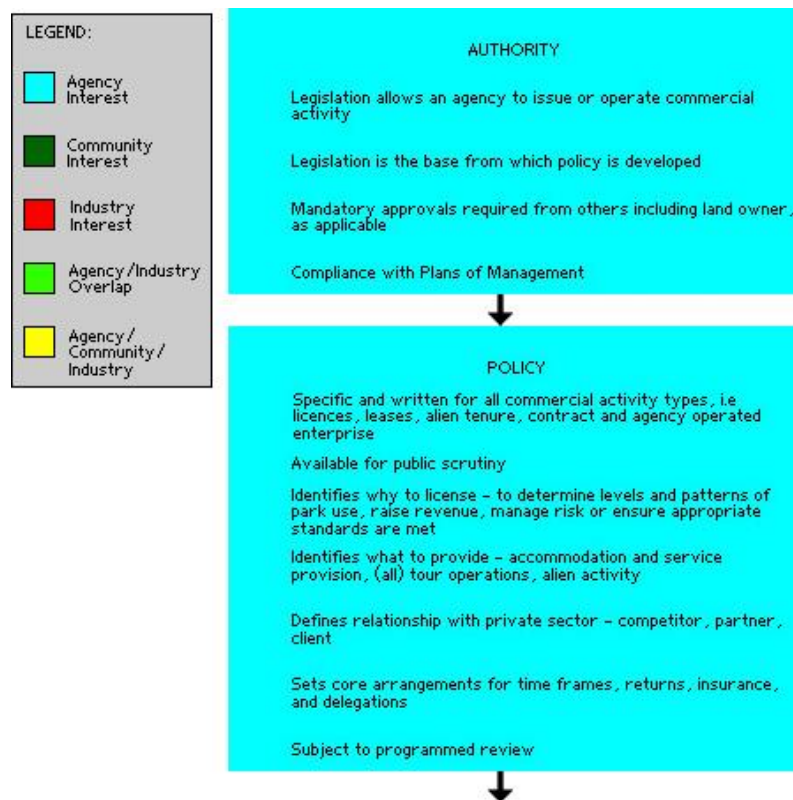 LEGEND:
Agency
Interest
Community
Interest
Industry
Interest
Agency/Industry
Overlap
Agency/
Community/
Industry
AUTHORITY
Legislation allows an agency to issue or operate commercial
activity
Legislation is the base from which policy is developed
Mandatory approvals required from others including land owner,
as applicable
Compliance with Plans of Management
POLICY
Specific and written for all commercial activity types, i.e
licences, leases, alien tenure, contract and agency operated
enterprise
Available for public scrutiny
Identifies why to license - to determine levels and patterns of
park use, raise revenue, manage risk or ensure appropriate
standards are met
Identifies what to provide - accommodation and service
provision, (all) tour operations, alien activity
Defines relationship with private sector - competitor, partner,
client
Sets core arrangements for time frames, returns, insurance,
and delegations
Subject to programmed review